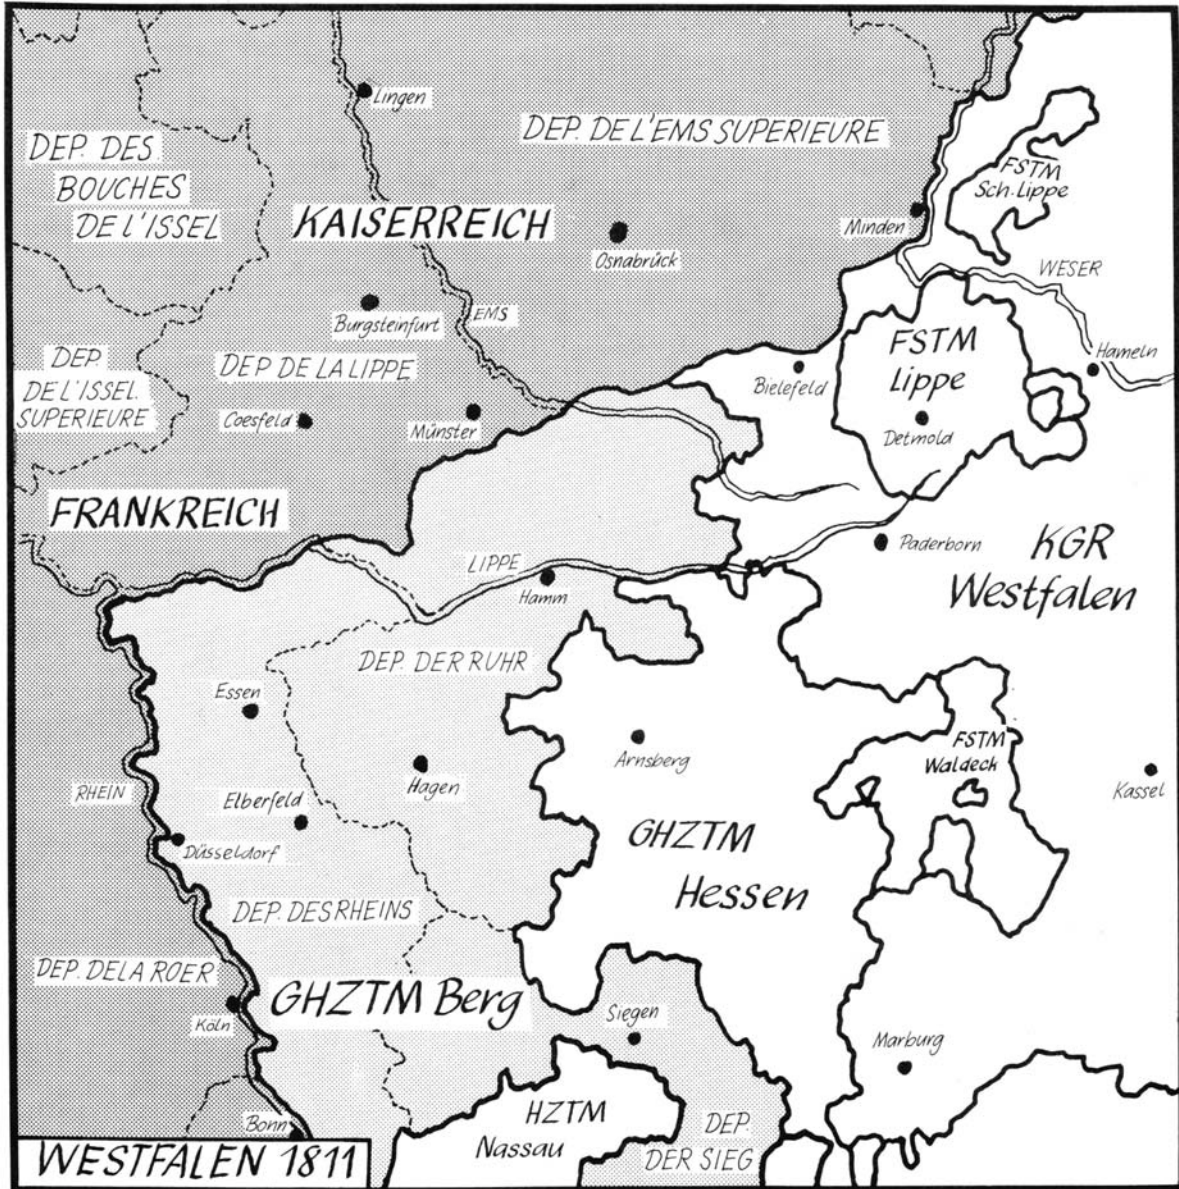 Lingen
DEP. DE L'EMS SUPERIEURE
DEP. DES
BOUCHES
DE L'ISSEL
FSTM
Sch. Lippe
KAISERREICH
Minden
Osnabrück
WESER
Burgsteinfurt
EMS
FSTM
Lippe
Hameln
DEP.
DE L'ISSEL.
SUPERIEURE
DEP DE LA LIPPE
Bielefeld
Coesfeld
Münster
Detmold
FRANKREICH
LIPPE
Hamm
Paderborn
KGR
Westfalen
DEP. DER RUHR
Essen
Arnsberg
FSTM
Waldeck
Kassel
RHEIN
Elberfeld
Hagen
Düsseldorf
GHZTM
Hessen
DEP. DES RHEINS
DEP. DE LA ROER
GHZTM Berg
Köln
Siegen
Marburg
HZTM
Nassau
DEP.
DER SIEG
Bonn
WESTFALEN 1811